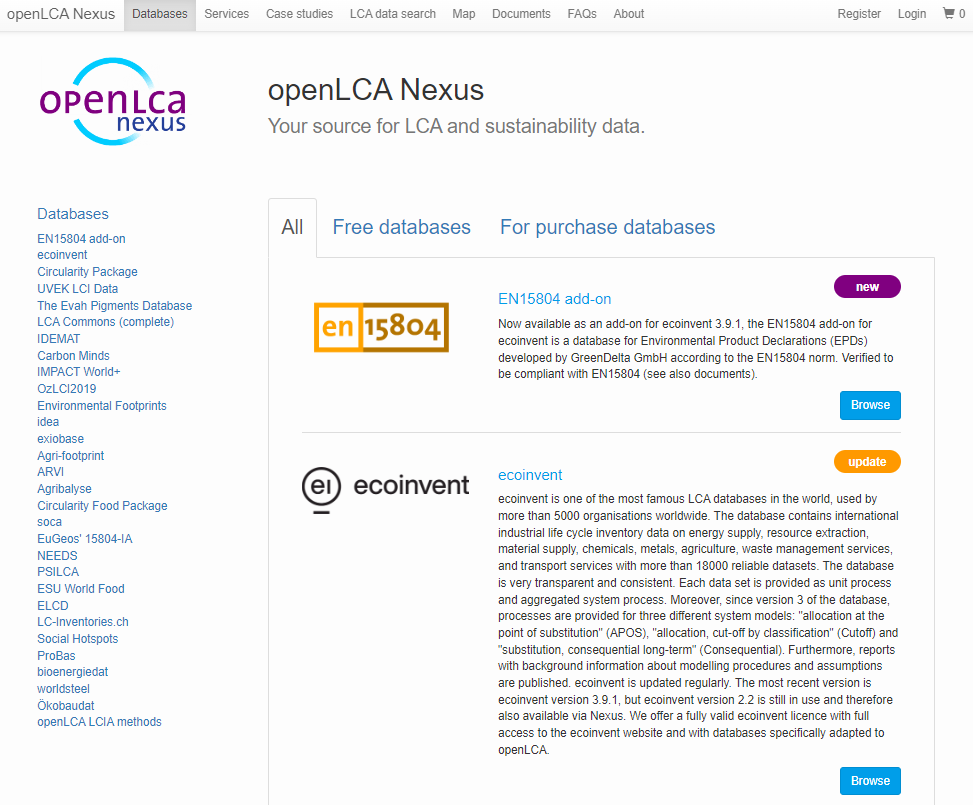 openLCA Nexus Databases Services Case studies LCA data search Map Documents FAQs About Register Login 0
openLCA
nexus
openLCA Nexus
Your source for LCA and sustainability data.
Databases
EN15804 add-on
ecoinvent
Circularity Package
UVEK LCI Data
The Evah Pigments Database
LCA Commons (complete)
IDEMAT
Carbon Minds
IMPACT World+
OzLCI2019
Environmental Footprints
idea
exiobase
Agri-footprint
ARVI
Agribalyse
Circularity Food Package
soca
EuGeos' 15804-IA
NEEDS
PSILCA
ESU World Food
ELCD
LC-Inventories.ch
Social Hotspots
ProBas
bioenergiedat
worldsteel
Ökobaudat
openLCA LCIA methods
All Free databases For purchase databases
new
en 15804
EN15804 add-on
Now available as an add-on for ecoinvent 3.9.1, the EN15804 add-on for
ecoinvent is a database for Environmental Product Declarations (EPDs)
developed by GreenDelta GmbH according to the EN15804 norm. Verified to
be compliant with EN15804 (see also documents).
Browse
update
eı ecoinvent
ecoinvent
ecoinvent is one of the most famous LCA databases in the world, used by
more than 5000 organisations worldwide. The database contains international
industrial life cycle inventory data on energy supply, resource extraction,
material supply, chemicals, metals, agriculture, waste management services,
and transport services with more than 18000 reliable datasets. The database
is very transparent and consistent. Each data set is provided as unit process
and aggregated system process. Moreover, since version 3 of the database,
processes are provided for three different system models: "allocation at the
point of substitution" (APOS), "allocation, cut-off by classification" (Cutoff) and
"substitution, consequential long-term" (Consequential). Furthermore, reports
with background information about modelling procedures and assumptions
are published. ecoinvent is updated regularly. The most recent version is
ecoinvent version 3.9.1, but ecoinvent version 2.2 is still in use and therefore
also available via Nexus. We offer a fully valid ecoinvent licence with full
access to the ecoinvent website and with databases specifically adapted to
openLCA.
Browse